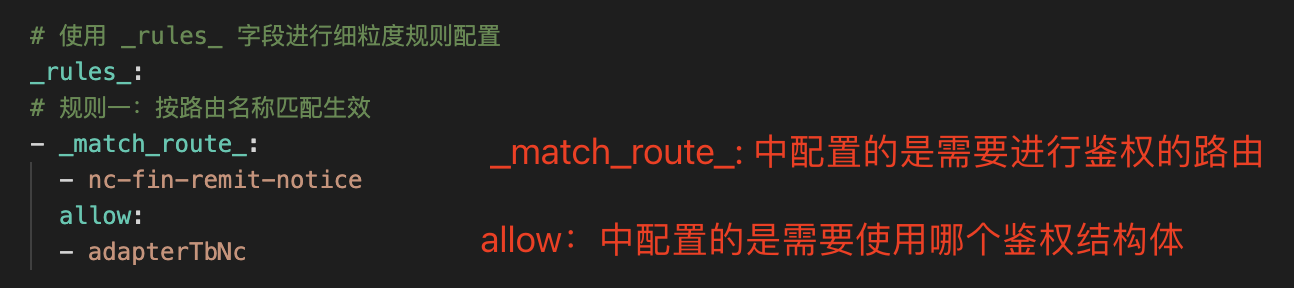 # 使用 _rules_ 字段进行细粒度规则配置
_rules_:
# 规则一：按路由名称匹配生效
- _match_route_:
_match_route_: 中配置的是需要进行鉴权的路由
- nc-fin-remit-notice
allow:
allow：中配置的是需要使用哪个鉴权结构体
- adapterTbNc